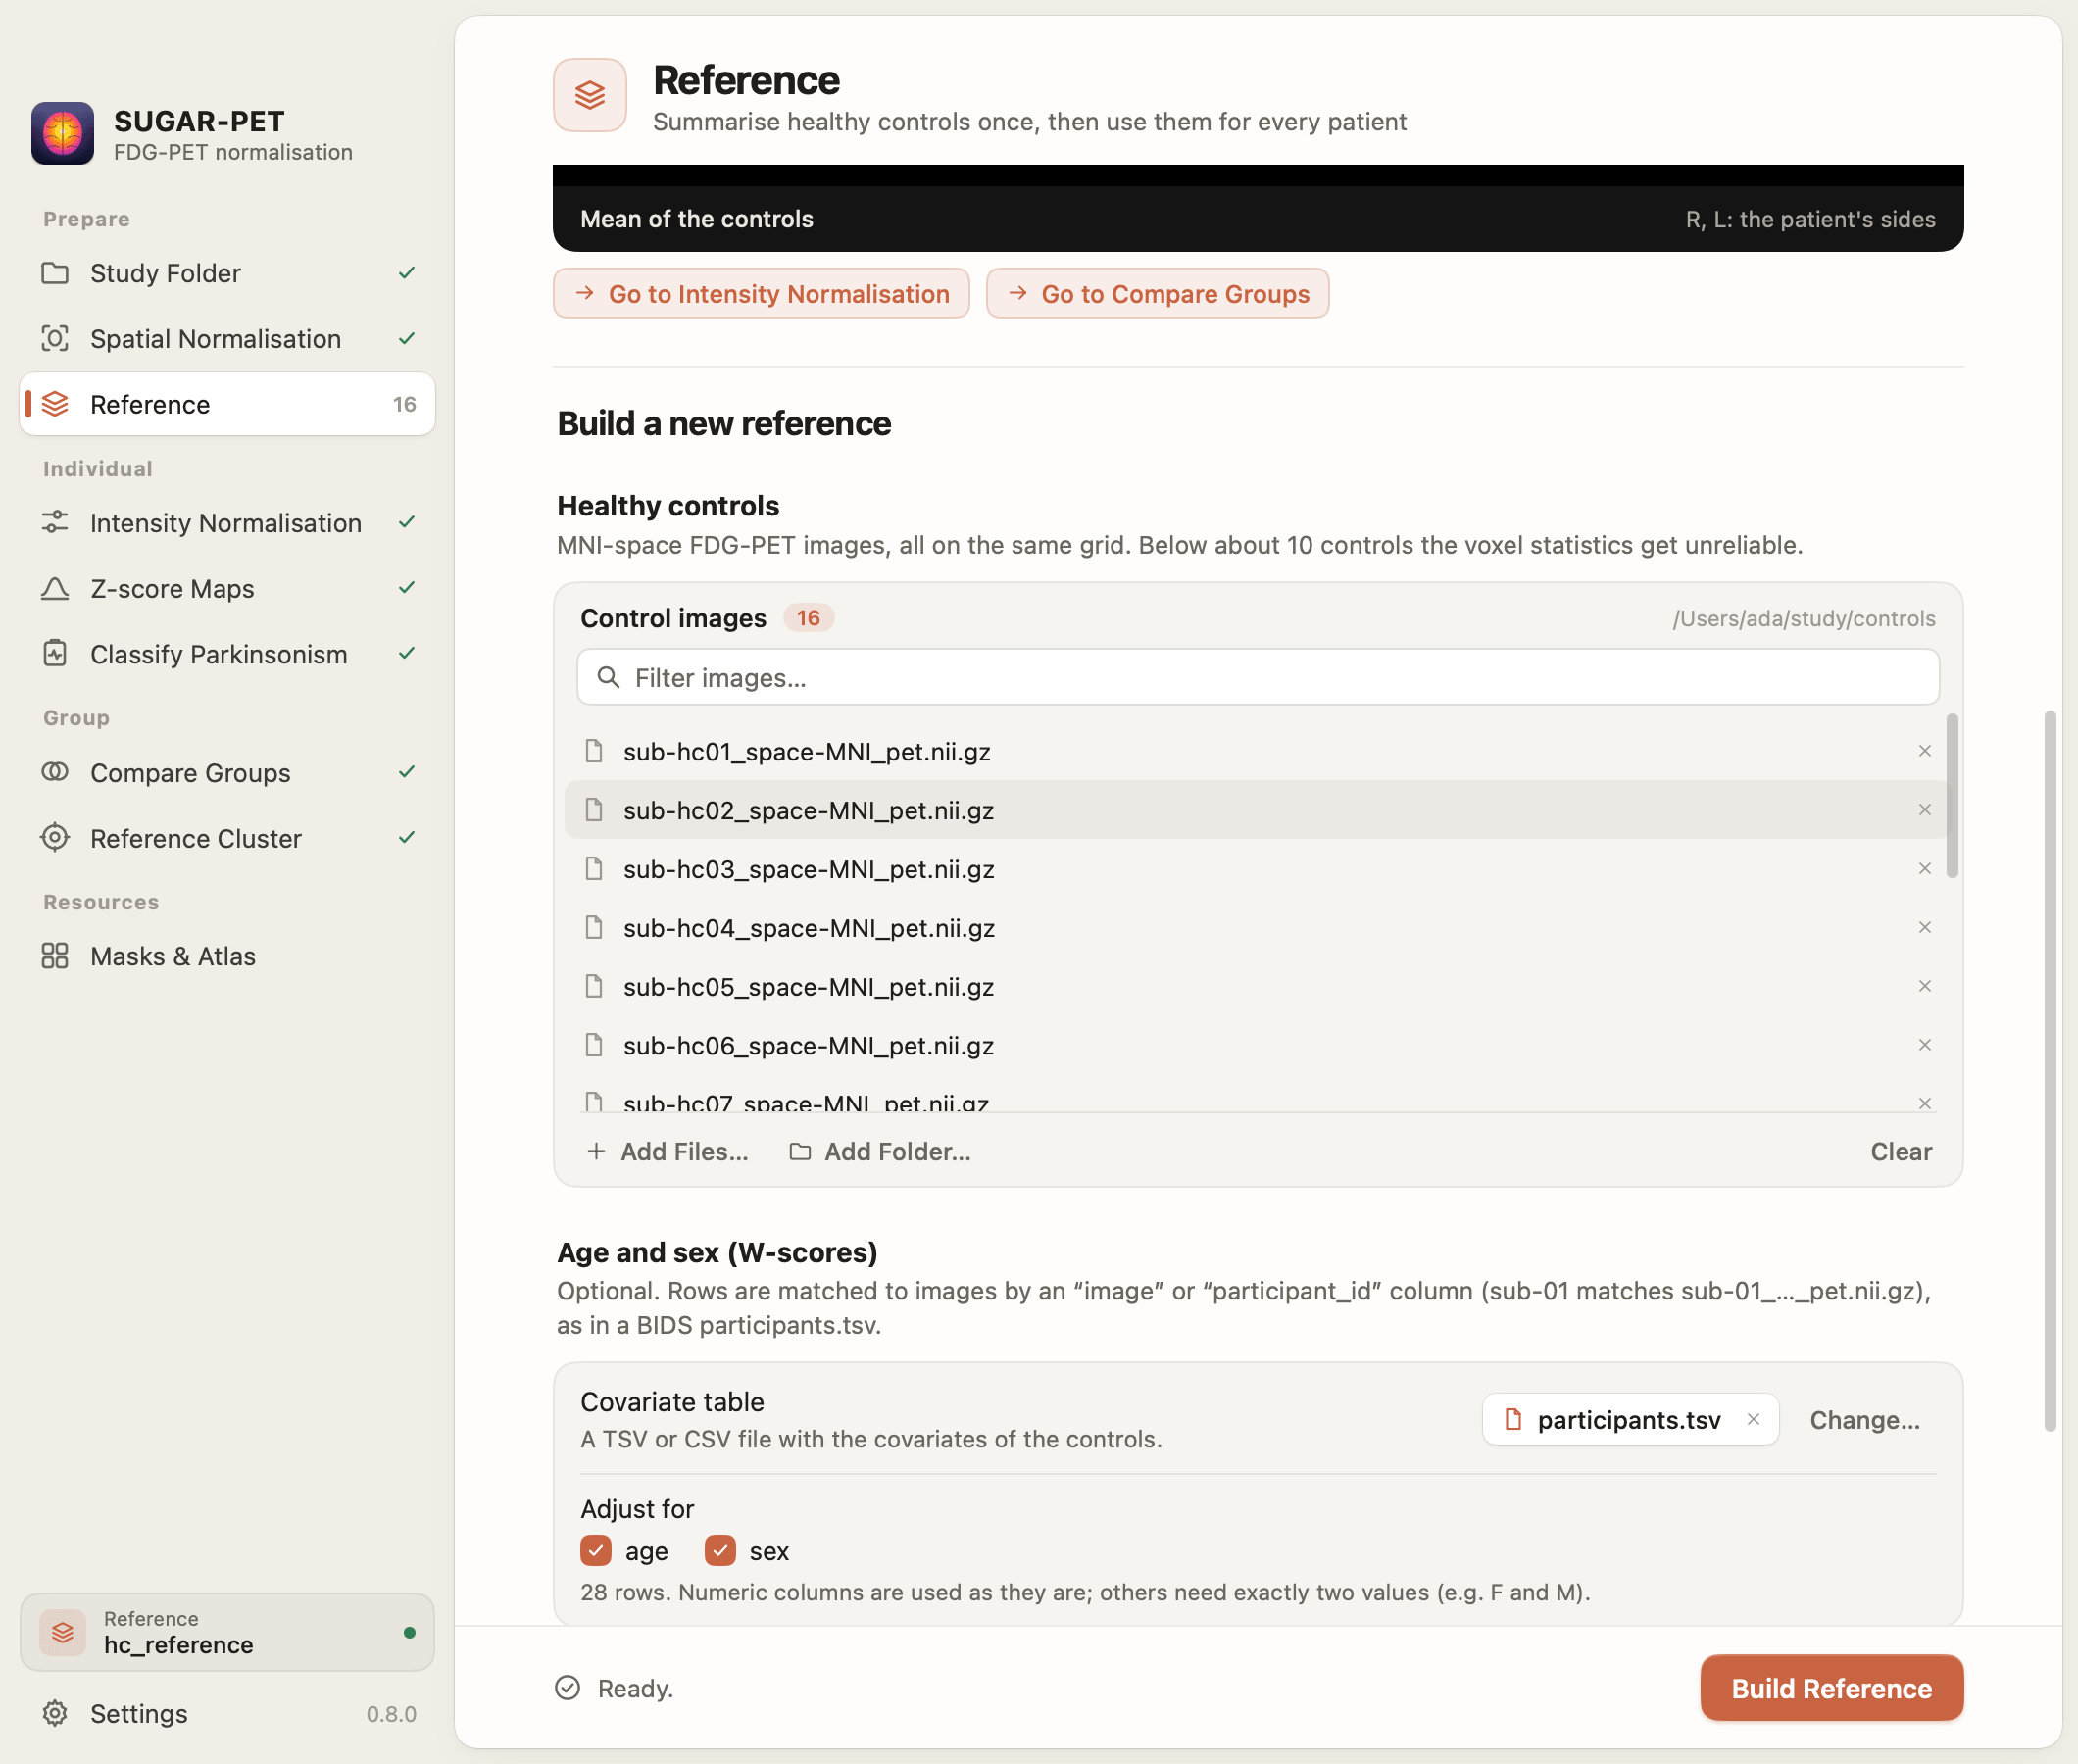 SUGAR-PET
FDG-PET normalisation
Prepare
Study Folder
Spatial Normalisation
Reference 16
Individual
Intensity Normalisation
Z-score Maps
Classify Parkinsonism
Group
Compare Groups
Reference Cluster
Resources
Masks & Atlas
Reference
hc_reference
Settings 0.8.0
Reference
Summarise healthy controls once, then use them for every patient
Mean of the controls R, L: the patient's sides
→ Go to Intensity Normalisation → Go to Compare Groups
Build a new reference
Healthy controls
MNI-space FDG-PET images, all on the same grid. Below about 10 controls the voxel statistics get unreliable.
Control images 16 /Users/ada/study/controls
Filter images...
sub-hc01_space-MNI_pet.nii.gz
sub-hc02_space-MNI_pet.nii.gz
sub-hc03_space-MNI_pet.nii.gz
sub-hc04_space-MNI_pet.nii.gz
sub-hc05_space-MNI_pet.nii.gz
sub-hc06_space-MNI_pet.nii.gz
sub-hc07_space-MNI_pet.nii.gz
+ Add Files... Add Folder... Clear
Age and sex (W-scores)
Optional. Rows are matched to images by an “image” or “participant_id” column (sub-01 matches sub-01_..._pet.nii.gz),
as in a BIDS participants.tsv.
Covariate table
A TSV or CSV file with the covariates of the controls.
participants.tsv × Change...
Adjust for
age sex
28 rows. Numeric columns are used as they are; others need exactly two values (e.g. F and M).
Ready. Build Reference